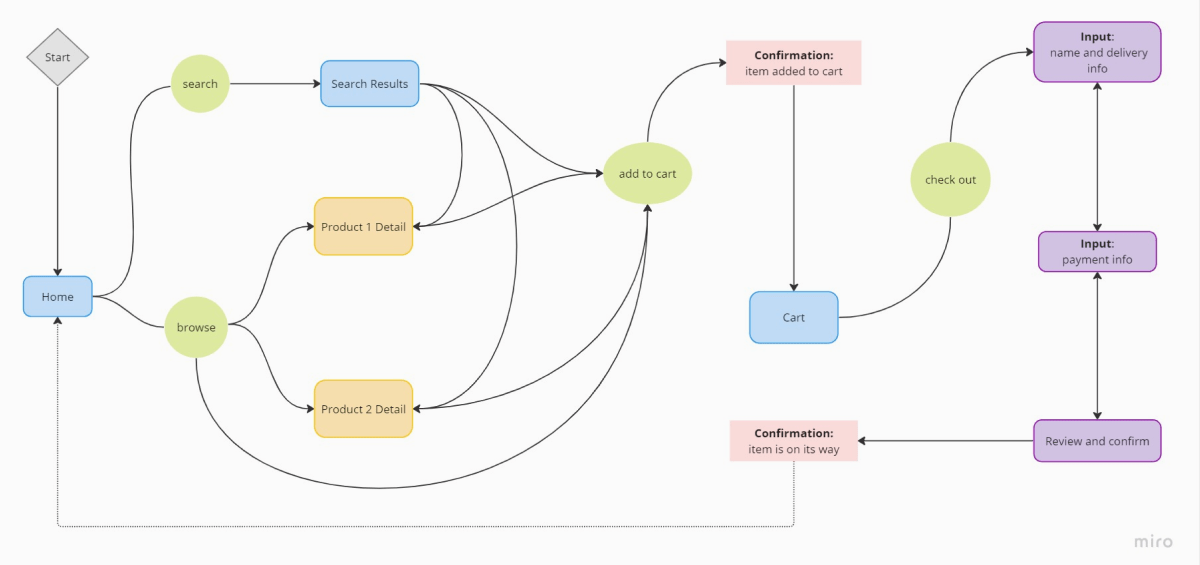 Start
search
Search Results
Confirmation:
item added to cart
Input:
name and delivery
info
add to cart
check out
Product 1 Detail
Input:
payment info
Home
browse
Cart
Product 2 Detail
Confirmation:
item is on its way
Review and confirm
miro